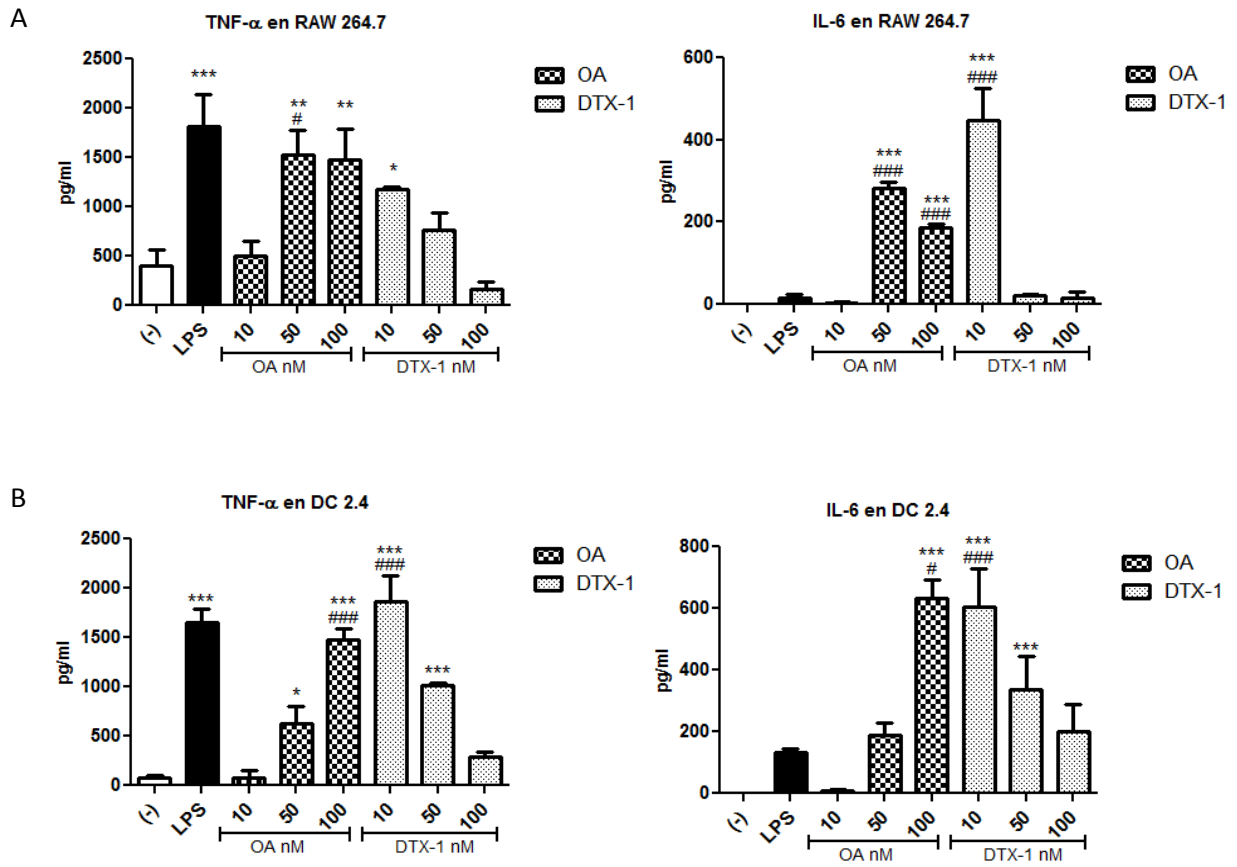 A
TNF-α en RAW 264.7
2500
2000
1500
1000
500
0
pg/ml
***
**
#
**
*
(-)
LPS
10
50
100
10
50
100
OA nM
DTX-1 nM
OA
DTX-1
IL-6 en RAW 264.7
600
400
200
0
pg/ml
***
###
***
###
***
###
(-)
LPS
10
50
100
10
50
100
OA nM
DTX-1 nM
OA
DTX-1
B
TNF-α en DC 2.4
2500
2000
1500
1000
500
0
pg/ml
***
*
***
###
***
###
***
(-)
LPS
10
50
100
10
50
100
OA nM
DTX-1 nM
OA
DTX-1
IL-6 en DC 2.4
800
600
400
200
0
pg/ml
***
#
***
###
***
(-)
LPS
10
50
100
10
50
100
OA nM
DTX-1 nM
OA
DTX-1